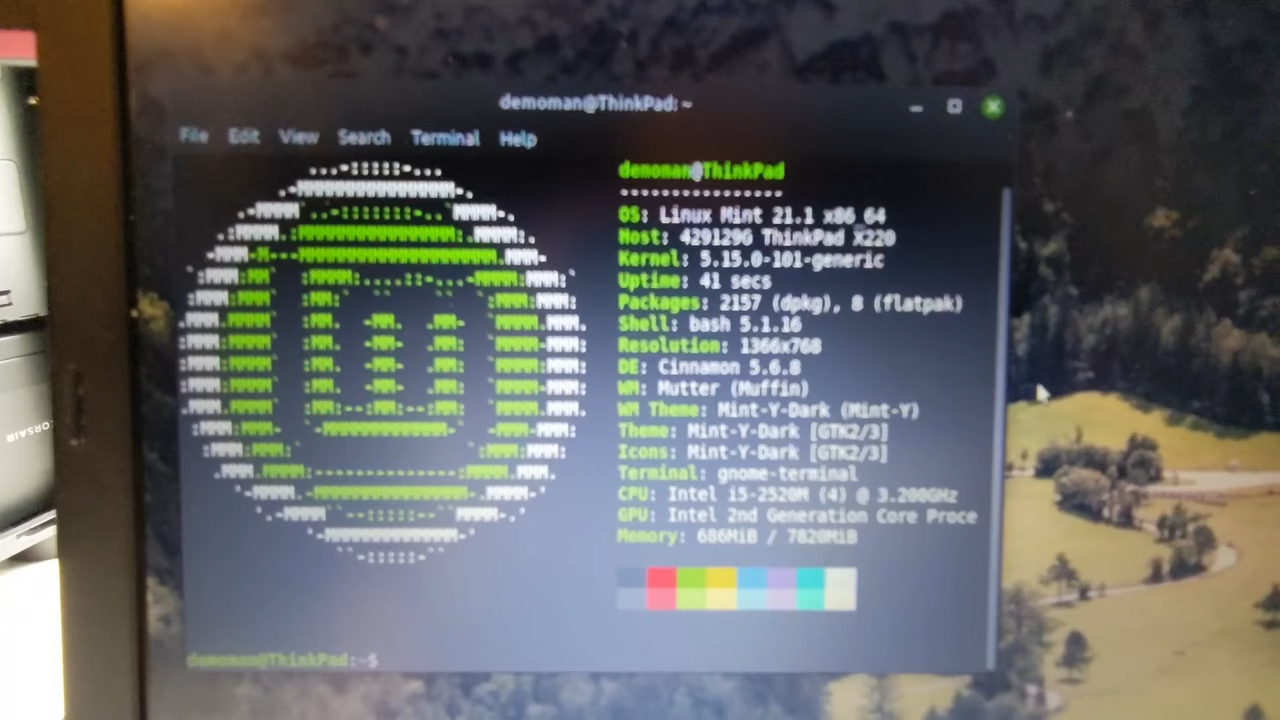 demoman@ThinkPad: ~
File Edit View Search Terminal Help
demoman@ThinkPad
----------------
OS: Linux Mint 21.1 x86_64
Host: 429129G ThinkPad X220
Kernel: 5.15.0-101-generic
Uptime: 41 secs
Packages: 2157 (dpkg), 8 (flatpak)
Shell: bash 5.1.16
Resolution: 1366x768
DE: Cinnamon 5.6.8
WM: Mutter (Muffin)
WM Theme: Mint-Y-Dark (Mint-Y)
Theme: Mint-Y-Dark [GTK2/3]
Icons: Mint-Y-Dark [GTK2/3]
Terminal: gnome-terminal
CPU: Intel i5-2520M (4) @ 3.200GHz
GPU: Intel 2nd Generation Core Proce
Memory: 686MiB / 7820MiB
demoman@ThinkPad:~$
CORSAIR